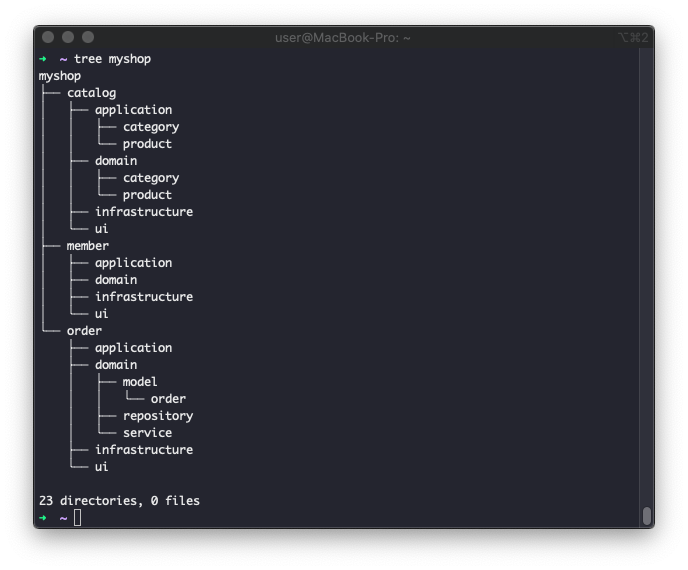 user@MacBook-Pro: ~
⌥⌘2
➜  ~ tree myshop
myshop
├── catalog
│   ├── application
│   │   ├── category
│   │   └── product
│   ├── domain
│   │   ├── category
│   │   └── product
│   ├── infrastructure
│   └── ui
├── member
│   ├── application
│   ├── domain
│   ├── infrastructure
│   └── ui
└── order
    ├── application
    ├── domain
    │   ├── model
    │   │   └── order
    │   ├── repository
    │   └── service
    ├── infrastructure
    └── ui
23 directories, 0 files
➜  ~